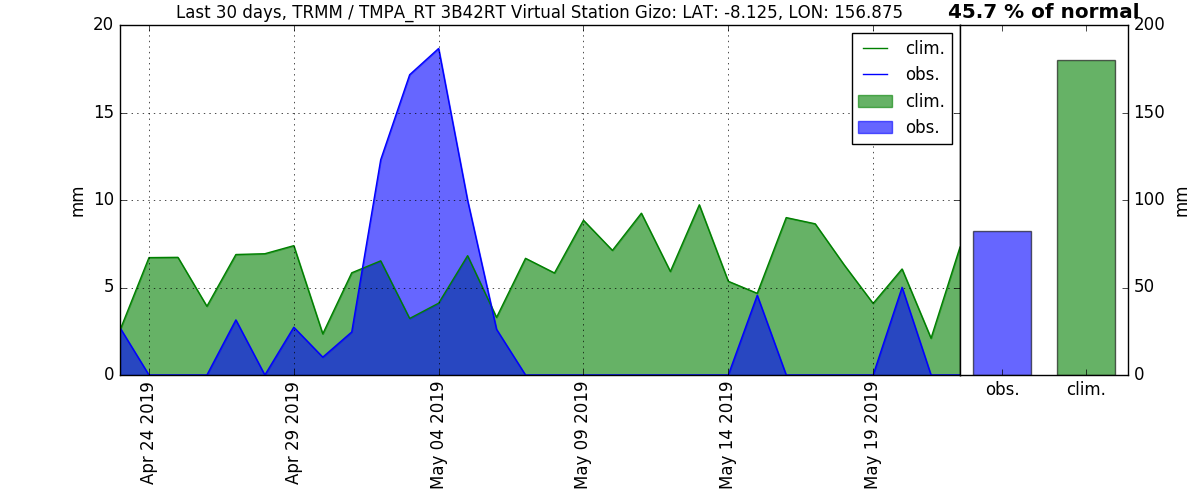 Last 30 days, TRMM / TMPA_RT 3B42RT Virtual Station Gizo: LAT: -8.125, LON: 156.875
45.7 % of normal
20
15
10
5
0
mm
clim.
obs.
clim.
obs.
200
150
100
50
0
mm
Apr 24 2019
Apr 29 2019
May 04 2019
May 09 2019
May 14 2019
May 19 2019
obs.
clim.